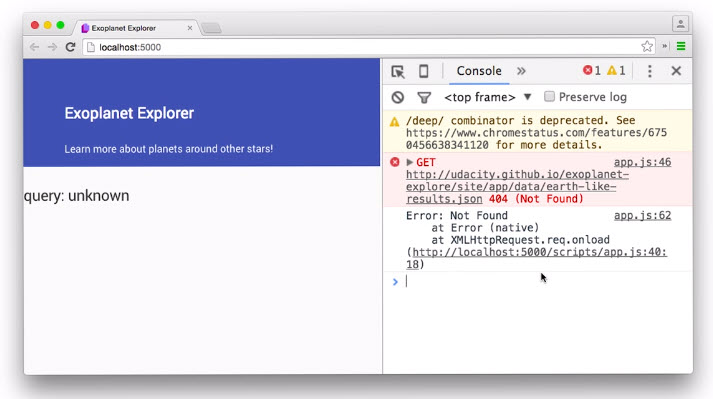 Exoplanet Explorer
localhost:5000
Console
1
1
<top frame>
Preserve log
Exoplanet Explorer
Learn more about planets around other stars!
query: unknown
/deep/ combinator is deprecated. See
https://www.chromestatus.com/features/675
0456638341120 for more details.
GET app.js:46
http://udacity.github.io/exoplanet-
explore/site/app/data/earth-like-
results.json 404 (Not Found)
Error: Not Found app.js:62
at Error (native)
at XMLHttpRequest.req.onload
(http://localhost:5000/scripts/app.js:40:
18)